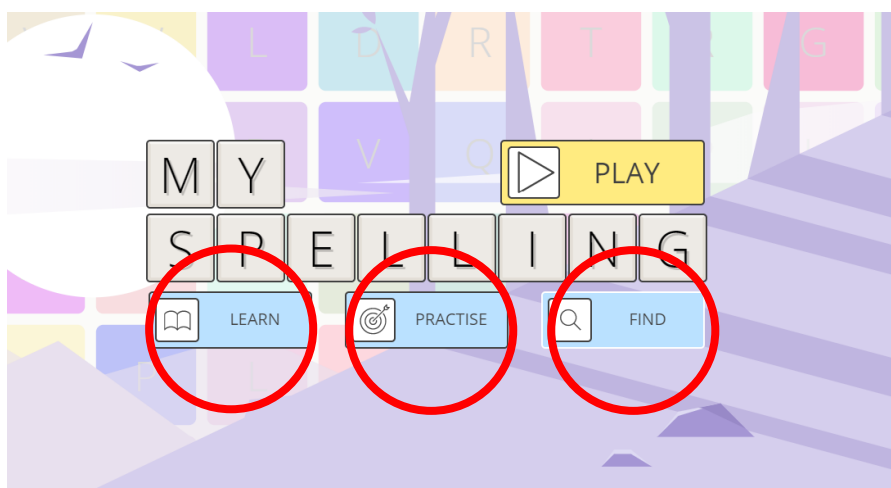 L D R T G
V Q
MY
PLAY
SPELLING
LEARN PRACTISE FIND